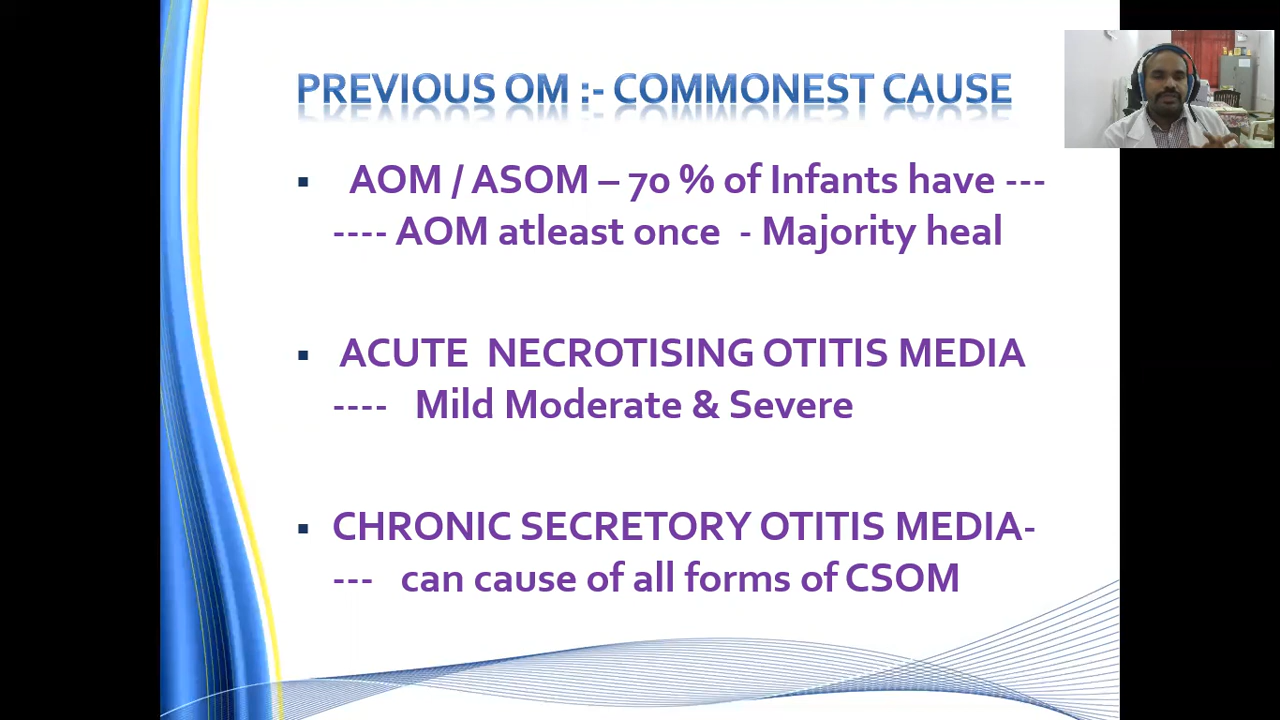 PREVIOUS OM :- COMMONEST CAUSE
▪ AOM / ASOM – 70 % of Infants have ---
---- AOM atleast once - Majority heal
▪ ACUTE NECROTISING OTITIS MEDIA
---- Mild Moderate & Severe
▪ CHRONIC SECRETORY OTITIS MEDIA-
--- can cause of all forms of CSOM